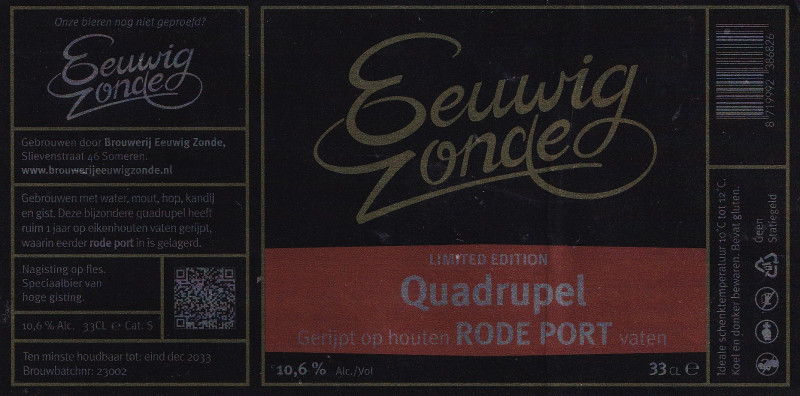 Onze bieren nog niet geproefd?
Eeuwig
Zonde
Gebrouwen door Brouwerij Eeuwig Zonde,
Slievenstraat 46 Someren.
www.brouwerijeeuwigzonde.nl
Gebrouwen met water, mout, hop, kandij
en gist. Deze bijzondere quadrupel heeft
ruim 1 jaar op eikenhouten vaten gerijpt,
waarin eerder rode port in is gelagerd.
Nagisting op fles.
Speciaalbier van
hoge gisting.
10,6 % Alc. 33CL e Cat. S
Ten minste houdbaar tot: eind dec 2033
Brouwbatchnr: 23002
Eeuwig
Zonde
LIMITED EDITION
Quadrupel
Gerijpt op houten RODE PORT vaten
10,6 % Alc./Vol
33 CL e
8 719992 386826
Ideale schenktemperatuur 10°C tot 12°C.
Koel en donker bewaren. Bevat gluten.
Geen
Statiegeld